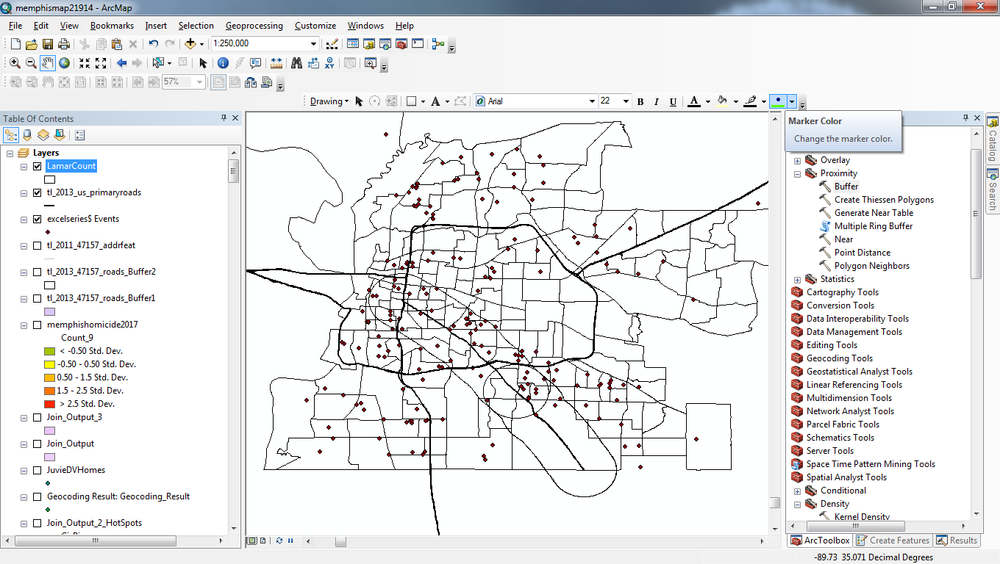 memphismap21914 - ArcMap
File Edit View Bookmarks Insert Selection Geoprocessing Customize Windows Help
1:250,000
57%
Drawing Arial 22 B I U A
Table Of Contents
Marker Color
Change the marker color.
Layers
LamarCount
tl_2013_us_primaryroads
excelseries$ Events
tl_2011_47157_addrfeat
tl_2013_47157_roads_Buffer2
tl_2013_47157_roads_Buffer1
memphishomicide2017
Count_9
< -0.50 Std. Dev.
-0.50 - 0.50 Std. Dev.
0.50 - 1.5 Std. Dev.
1.5 - 2.5 Std. Dev.
> 2.5 Std. Dev.
Join_Output_3
Join_Output
JuvieDVHomes
Geocoding Result: Geocoding_Result
Join_Output_2_HotSpots
Overlay
Proximity
Buffer
Create Thiessen Polygons
Generate Near Table
Multiple Ring Buffer
Near
Point Distance
Polygon Neighbors
Statistics
Cartography Tools
Conversion Tools
Data Interoperability Tools
Data Management Tools
Editing Tools
Geocoding Tools
Geostatistical Analyst Tools
Linear Referencing Tools
Multidimension Tools
Network Analyst Tools
Parcel Fabric Tools
Schematics Tools
Server Tools
Space Time Pattern Mining Tools
Spatial Analyst Tools
Conditional
Density
Kernel Density
ArcToolbox Create Features Results
Catalog
Search
-89.73 35.071 Decimal Degrees